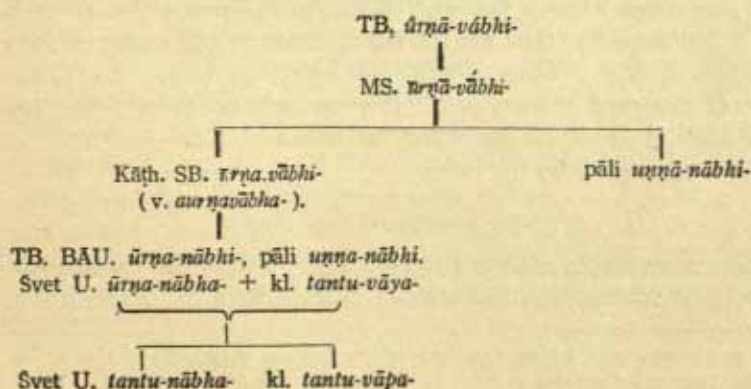 TB, ûrṇā-vábhi-
MS. ūrṇā-vā́bhi-
Kāṭh. SB. ūrṇa.vābhi-
pāli uṇṇā-nābhi-
( v. aurṇavābha- ).
TB. BĀU. ūrṇa-nābhi-, pāli uṇṇa-nābhi.
Śvet U. ūrṇa-nābha- + kl. tantu-vāya-
Śvet U. tantu-nābha- kl. tantu-vāpa-